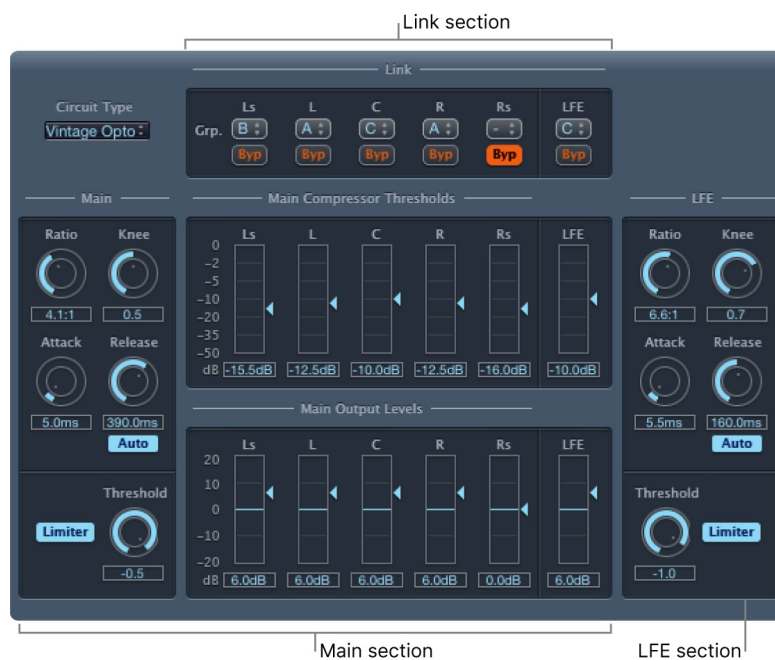 Link section
Link
Circuit Type
Vintage Opto
Ls L C R Rs LFE
Grp. B A C A - C
Byp Byp Byp Byp Byp Byp
Main
Ratio Knee
4.1:1 0.5
Attack Release
5.0ms 390.0ms
Auto
Threshold
Limiter
-0.5
Main Compressor Thresholds
Ls L C R Rs LFE
0
-2
-5
-10
-20
-35
-50
dB -15.5dB -12.5dB -10.0dB -12.5dB -16.0dB -10.0dB
Main Output Levels
Ls L C R Rs LFE
20
10
0
-10
-20
dB 6.0dB 6.0dB 6.0dB 6.0dB 0.0dB 6.0dB
LFE
Ratio Knee
6.6:1 0.7
Attack Release
5.5ms 160.0ms
Auto
Threshold
Limiter
-1.0
Main section
LFE section